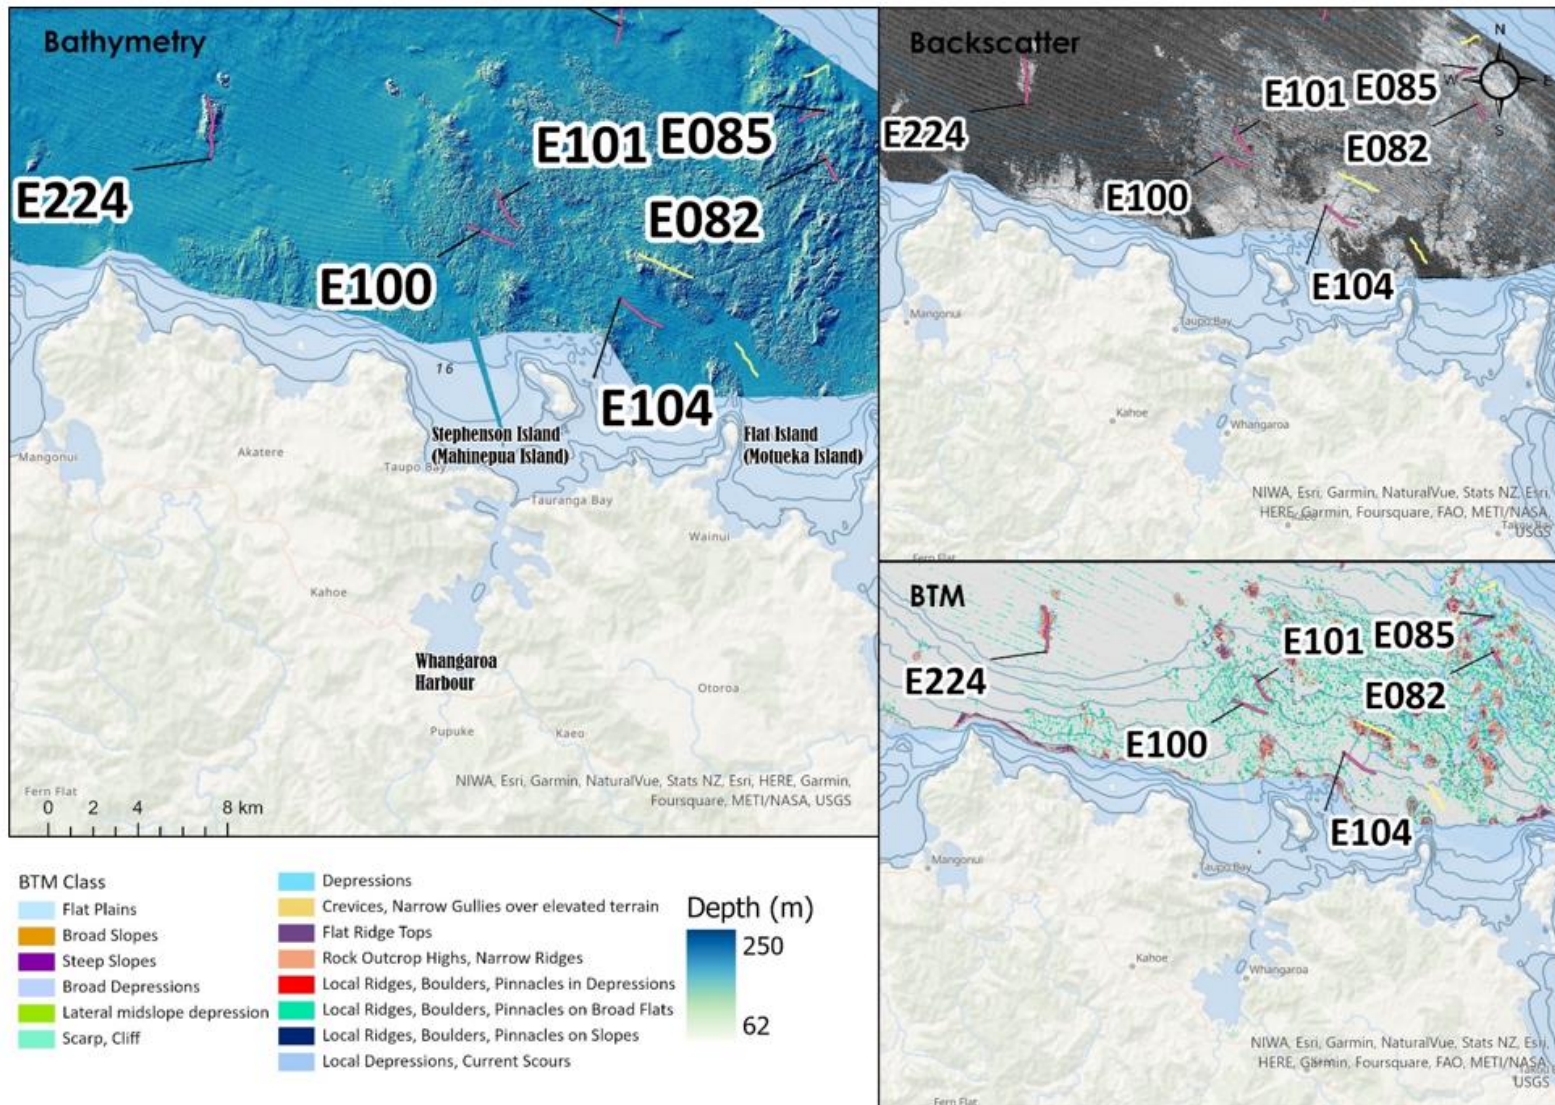 Bathymetry
E224
E101
E085
E082
E100
E104
16
Stephenson Island
(Mahinepua Island)
Flat Island
(Motueka Island)
Mangonui
Akatere
Taupo Bay
Tauranga Bay
Wainui
Kahoe
Whangaroa
Harbour
Otoroa
Pupuke
Kaeo
Fern Flat
NIWA, Esri, Garmin, NaturalVue, Stats NZ, Esri, HERE, Garmin,
Foursquare, METI/NASA, USGS
0 2 4 8 km
Backscatter
N
W
E
S
E101
E085
E224
E082
E100
E104
Mangonui
Taupo Bay
Kahoe
Whangaroa
NIWA, Esri, Garmin, NaturalVue, Stats NZ, Esri,
HERE, Garmin, Foursquare, FAO, METI/NASA,
USGS
Fern Flat
BTM
E101
E085
E224
E082
E100
E104
Mangonui
Taupo Bay
Kahoe
Whangaroa
NIWA, Esri, Garmin, NaturalVue, Stats NZ, Esri,
HERE, Garmin, Foursquare, FAO, METI/NASA,
USGS
Fern Flat
BTM Class
Flat Plains
Broad Slopes
Steep Slopes
Broad Depressions
Lateral midslope depression
Scarp, Cliff
Depressions
Crevices, Narrow Gullies over elevated terrain
Flat Ridge Tops
Rock Outcrop Highs, Narrow Ridges
Local Ridges, Boulders, Pinnacles in Depressions
Local Ridges, Boulders, Pinnacles on Broad Flats
Local Ridges, Boulders, Pinnacles on Slopes
Local Depressions, Current Scours
Depth (m)
250
62